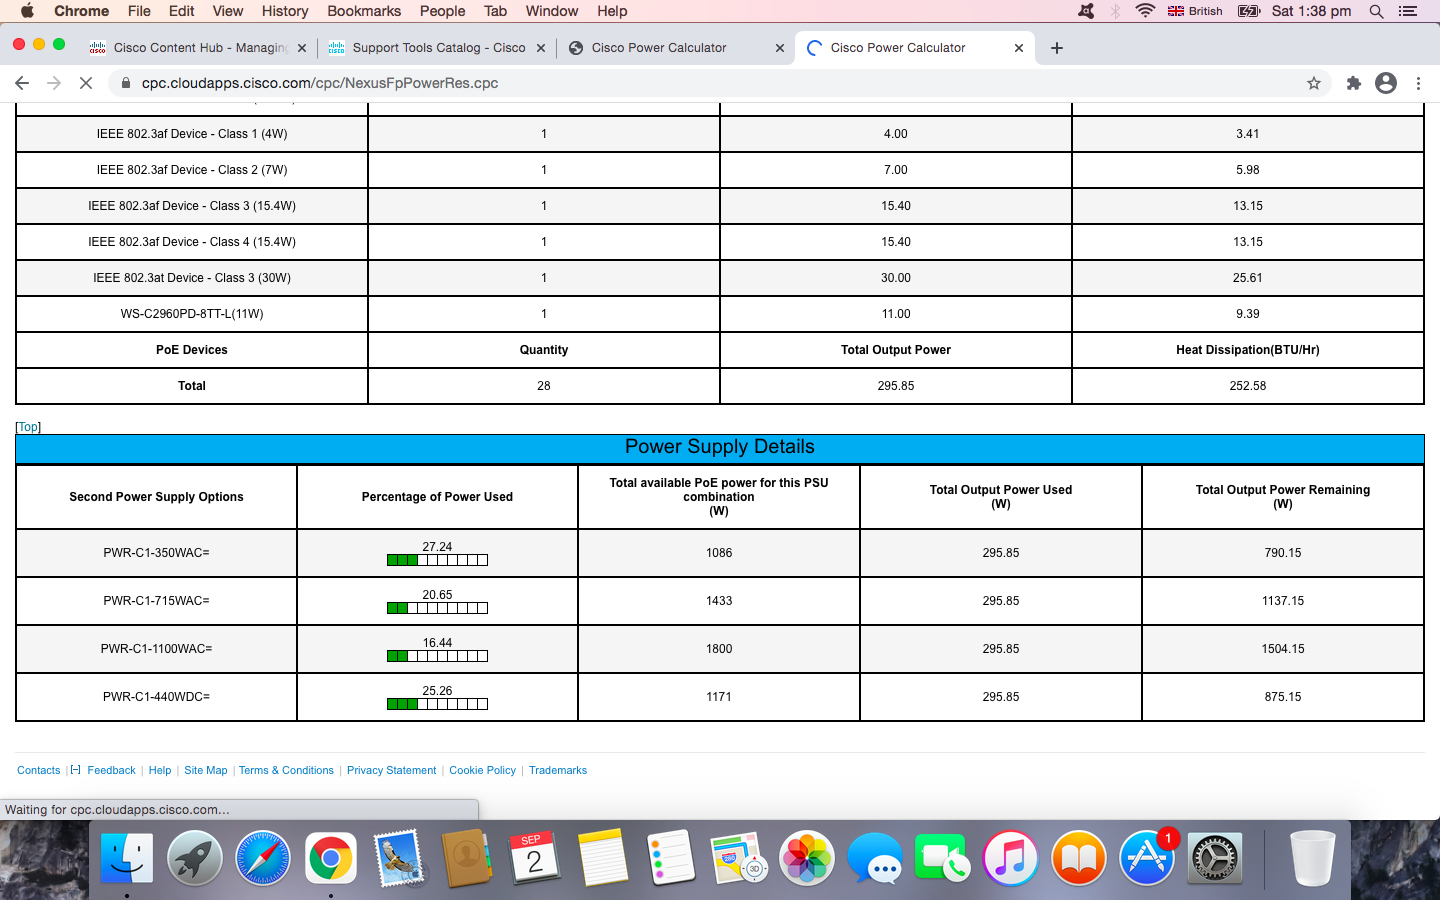 Chrome File Edit View History Bookmarks People Tab Window Help British Sat 1:38 pm
Cisco Content Hub - Managing Support Tools Catalog - Cisco Cisco Power Calculator Cisco Power Calculator
cpc.cloudapps.cisco.com/cpc/NexusFpPowerRes.cpc
IEEE 802.3af Device - Class 1 (4W) 1 4.00 3.41
IEEE 802.3af Device - Class 2 (7W) 1 7.00 5.98
IEEE 802.3af Device - Class 3 (15.4W) 1 15.40 13.15
IEEE 802.3af Device - Class 4 (15.4W) 1 15.40 13.15
IEEE 802.3at Device - Class 3 (30W) 1 30.00 25.61
WS-C2960PD-8TT-L(11W) 1 11.00 9.39
PoE Devices Quantity Total Output Power Heat Dissipation(BTU/Hr)
Total 28 295.85 252.58
[Top]
Power Supply Details
Second Power Supply Options Percentage of Power Used Total available PoE power for this PSU combination (W) Total Output Power Used (W) Total Output Power Remaining (W)
PWR-C1-350WAC= 27.24 1086 295.85 790.15
PWR-C1-715WAC= 20.65 1433 295.85 1137.15
PWR-C1-1100WAC= 16.44 1800 295.85 1504.15
PWR-C1-440WDC= 25.26 1171 295.85 875.15
Contacts | [–] Feedback | Help | Site Map | Terms & Conditions | Privacy Statement | Cookie Policy | Trademarks
Waiting for cpc.cloudapps.cisco.com...
SEP
2
280
3D
1